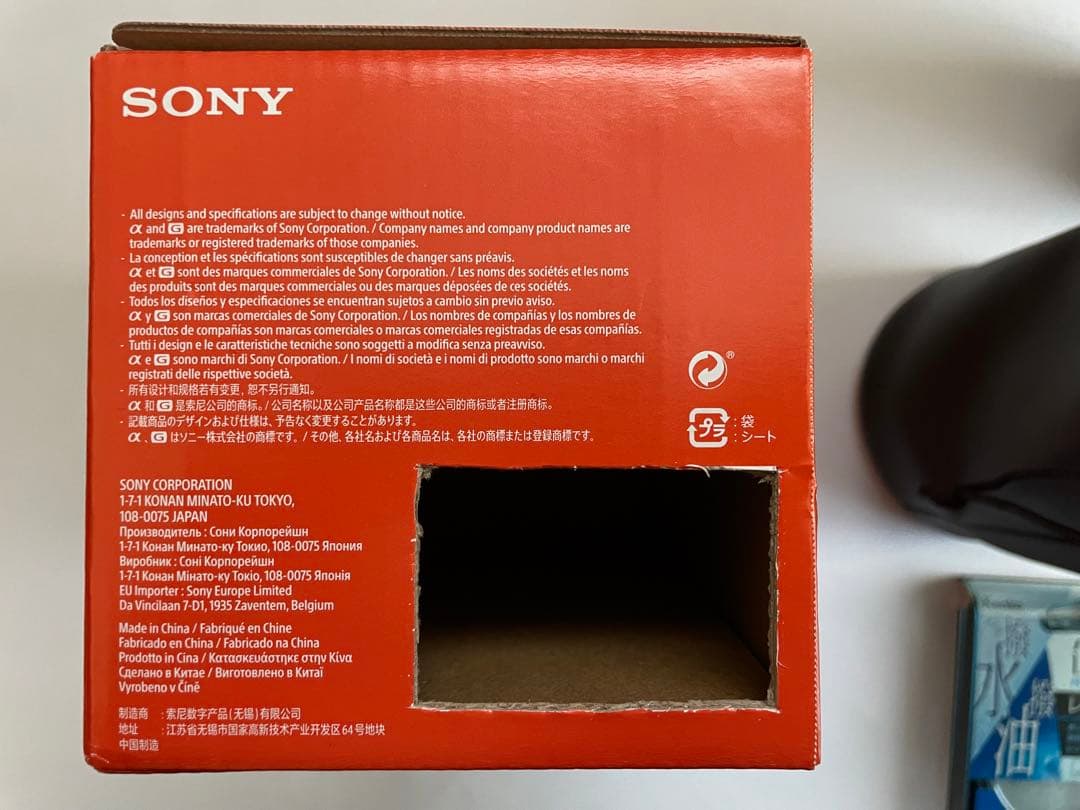 SONY
- All designs and specifications are subject to change without notice.
α and G are trademarks of Sony Corporation. / Company names and company product names are
trademarks or registered trademarks of those companies.
- La conception et les spécifications sont susceptibles de changer sans préavis.
α et G sont des marques commerciales de Sony Corporation. / Les noms des sociétés et les noms
des produits sont des marques commerciales ou des marques déposées de ces sociétés.
- Todos los diseños y especificaciones se encuentran sujetos a cambio sin previo aviso.
α y G son marcas comerciales de Sony Corporation. / Los nombres de compañías y los nombres de
productos de compañías son marcas comerciales o marcas comerciales registradas de esas compañías.
- Tutti i design e le caratteristiche tecniche sono soggetti a modifica senza preavviso.
α e G sono marchi di Sony Corporation. / I nomi di società e i nomi di prodotto sono marchi o marchi
registrati delle rispettive società.
- 所有设计和规格若有变更，恕不另行通知。
α 和 G 是索尼公司的商标。/ 公司名称以及公司产品名称都是这些公司的商标或者注册商标。
- 記載商品のデザインおよび仕様は、予告なく変更することがあります。
α、G はソニー株式会社の商標です。/ その他、各社名および各商品名は、各社の商標または登録商標です。
®
プラ : 袋
: シート
SONY CORPORATION
1-7-1 KONAN MINATO-KU TOKYO,
108-0075 JAPAN
Производитель : Сони Корпорейшн
1-7-1 Конан Минато-ку Токио, 108-0075 Япония
Виробник : Соні Корпорейшн
1-7-1 Конан Мінато-ку Токіо, 108-0075 Японія
EU Importer : Sony Europe Limited
Da Vincilaan 7-D1, 1935 Zaventem, Belgium
Made in China / Fabriqué en Chine
Fabricado en China / Fabricado na China
Prodotto in Cina / Κατασκευάστηκε στην Κίνα
Сделано в Китае / Виготовлено в Китаї
Vyrobeno v Číně
制造商 : 索尼数字产品(无锡)有限公司
地址 : 江苏省无锡市国家高新技术产业开发区64号地块
中国制造
水
油